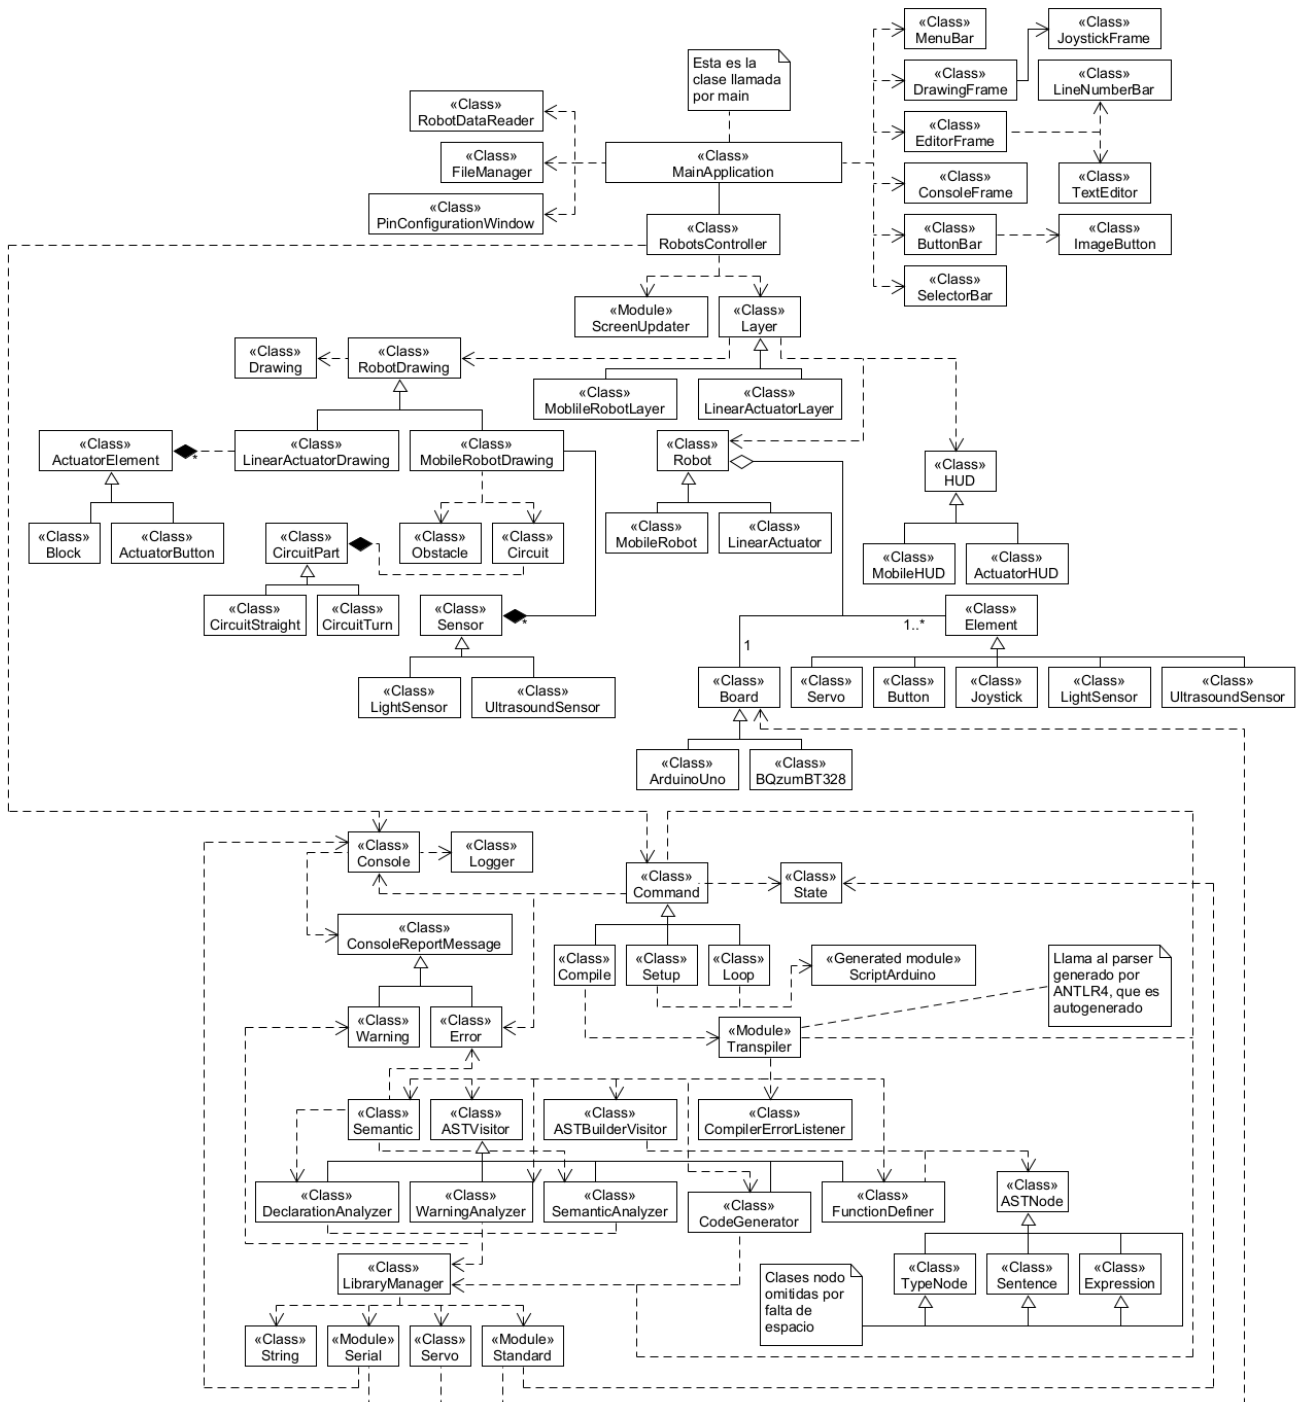 «Class»
MenuBar
«Class»
JoystickFrame
Esta es la
clase llamada
por main
«Class»
DrawingFrame
«Class»
LineNumberBar
«Class»
RobotDataReader
«Class»
EditorFrame
«Class»
FileManager
«Class»
MainApplication
«Class»
ConsoleFrame
«Class»
TextEditor
«Class»
PinConfigurationWindow
«Class»
RobotsController
«Class»
ButtonBar
«Class»
ImageButton
«Class»
SelectorBar
«Module»
ScreenUpdater
«Class»
Layer
«Class»
Drawing
«Class»
RobotDrawing
«Class»
MoblileRobotLayer
«Class»
LinearActuatorLayer
«Class»
ActuatorElement
*
«Class»
LinearActuatorDrawing
«Class»
MobileRobotDrawing
«Class»
Robot
«Class»
HUD
«Class»
Block
«Class»
ActuatorButton
«Class»
CircuitPart
«Class»
Obstacle
«Class»
Circuit
«Class»
MobileRobot
«Class»
LinearActuator
«Class»
MobileHUD
«Class»
ActuatorHUD
«Class»
CircuitStraight
«Class»
CircuitTurn
«Class»
Sensor
*
1..*
«Class»
Element
1
«Class»
LightSensor
«Class»
UltrasoundSensor
«Class»
Board
«Class»
Servo
«Class»
Button
«Class»
Joystick
«Class»
LightSensor
«Class»
UltrasoundSensor
«Class»
ArduinoUno
«Class»
BQzumBT328
«Class»
Console
«Class»
Logger
«Class»
Command
«Class»
State
«Class»
ConsoleReportMessage
«Class»
Compile
«Class»
Setup
«Class»
Loop
«Generated module»
ScriptArduino
Llama al parser
generado por
ANTLR4, que es
autogenerado
«Class»
Warning
«Class»
Error
«Module»
Transpiler
«Class»
Semantic
«Class»
ASTVisitor
«Class»
ASTBuilderVisitor
«Class»
CompilerErrorListener
«Class»
DeclarationAnalyzer
«Class»
WarningAnalyzer
«Class»
SemanticAnalyzer
«Class»
CodeGenerator
«Class»
FunctionDefiner
«Class»
ASTNode
«Class»
LibraryManager
Clases nodo
omitidas por
falta de
espacio
«Class»
TypeNode
«Class»
Sentence
«Class»
Expression
«Class»
String
«Module»
Serial
«Class»
Servo
«Module»
Standard